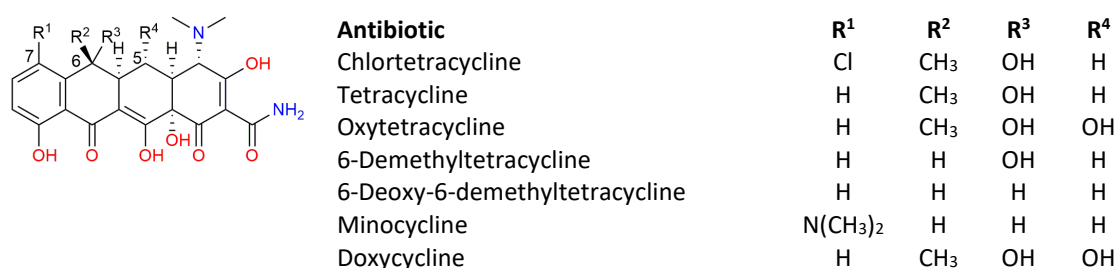 R¹ R² R³ R⁴ N
H H
7 6 5 OH
NH₂
OH
OH O OH O O
Antibiotic R¹ R² R³ R⁴
Chlortetracycline Cl CH₃ OH H
Tetracycline H CH₃ OH H
Oxytetracycline H CH₃ OH OH
6-Demethyltetracycline H H OH H
6-Deoxy-6-demethyltetracycline H H H H
Minocycline N(CH₃)₂ H H H
Doxycycline H CH₃ OH OH